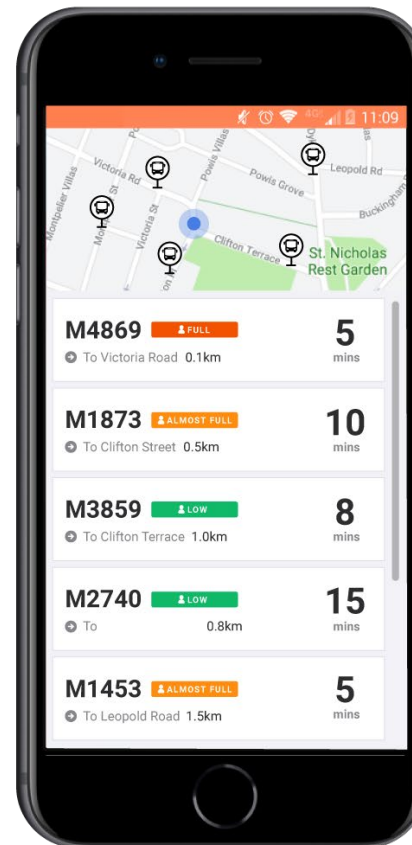 11:09
Victoria Rd
Powis Villas
Leopold Rd
Powis Grove
Montpelier Villas
Victoria St
Buckingham
Clifton Terrace
St. Nicholas
Rest Garden
M4869 FULL 5
To Victoria Road 0.1km mins
M1873 ALMOST FULL 10
To Clifton Street 0.5km mins
M3859 LOW 8
To Clifton Terrace 1.0km mins
M2740 LOW 15
To 0.8km mins
M1453 ALMOST FULL 5
To Leopold Road 1.5km mins